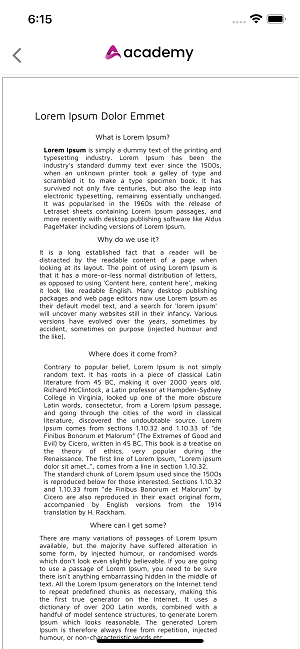 6:15
academy
Lorem Ipsum Dolor Emmet
What is Lorem Ipsum?
Lorem Ipsum is simply a dummy text of the printing and
typesetting industry. Lorem Ipsum has been the
industry's standard dummy text ever since the 1500s,
when an unknown printer took a galley of type and
scrambled it to make a type specimen book. It has
survived not only five centuries, but also the leap into
electronic typesetting, remaining essentially unchanged.
It was popularised in the 1960s with the release of
Letraset sheets containing Lorem Ipsum passages, and
more recently with desktop publishing software like Aldus
PageMaker including versions of Lorem Ipsum.
Why do we use it?
It is a long established fact that a reader will be
distracted by the readable content of a page when
looking at its layout. The point of using Lorem Ipsum is
that it has a more-or-less normal distribution of letters,
as opposed to using 'Content here, content here', making
it look like readable English. Many desktop publishing
packages and web page editors now use Lorem Ipsum as
their default model text, and a search for 'lorem ipsum'
will uncover many websites still in their infancy. Various
versions have evolved over the years, sometimes by
accident, sometimes on purpose (injected humour and
the like).
Where does it come from?
Contrary to popular belief, Lorem Ipsum is not simply
random text. It has roots in a piece of classical Latin
literature from 45 BC, making it over 2000 years old.
Richard McClintock, a Latin professor at Hampden-Sydney
College in Virginia, looked up one of the more obscure
Latin words, consectetur, from a Lorem Ipsum passage,
and going through the cities of the word in classical
literature, discovered the undoubtable source. Lorem
Ipsum comes from sections 1.10.32 and 1.10.33 of "de
Finibus Bonorum et Malorum" (The Extremes of Good and
Evil) by Cicero, written in 45 BC. This book is a treatise on
the theory of ethics, very popular during the
Renaissance. The first line of Lorem Ipsum, "Lorem ipsum
dolor sit amet..", comes from a line in section 1.10.32.
The standard chunk of Lorem Ipsum used since the 1500s
is reproduced below for those interested. Sections 1.10.32
and 1.10.33 from "de Finibus Bonorum et Malorum" by
Cicero are also reproduced in their exact original form,
accompanied by English versions from the 1914
translation by H. Rackham.
Where can I get some?
There are many variations of passages of Lorem Ipsum
available, but the majority have suffered alteration in
some form, by injected humour, or randomised words
which don't look even slightly believable. If you are going
to use a passage of Lorem Ipsum, you need to be sure
there isn't anything embarrassing hidden in the middle of
text. All the Lorem Ipsum generators on the Internet tend
to repeat predefined chunks as necessary, making this
the first true generator on the Internet. It uses a
dictionary of over 200 Latin words, combined with a
handful of model sentence structures, to generate Lorem
Ipsum which looks reasonable. The generated Lorem
Ipsum is therefore always free from repetition, injected
humour, or non-characteristic words etc.